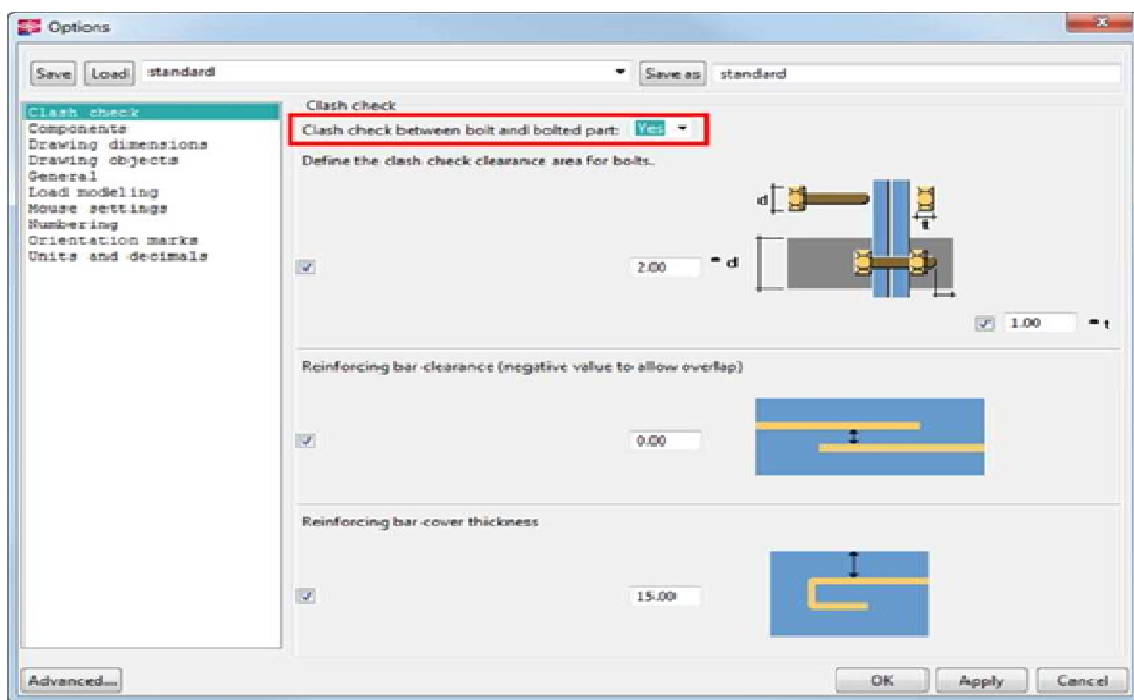 Options
Save Load standard Save as standard
Clash check
Components
Drawing dimensions
Drawing objects
General
Load modeling
Mouse settings
Numbering
Orientation marks
Units and decimals
Clash check
Clash check between bolt and bolted part: Yes
Define the clash check clearance area for bolts.
d
t
2.00 * d
1.00 * t
Reinforcing bar clearance (negative value to allow overlap)
0.00
Reinforcing bar cover thickness
15.00
Advanced... OK Apply Cancel